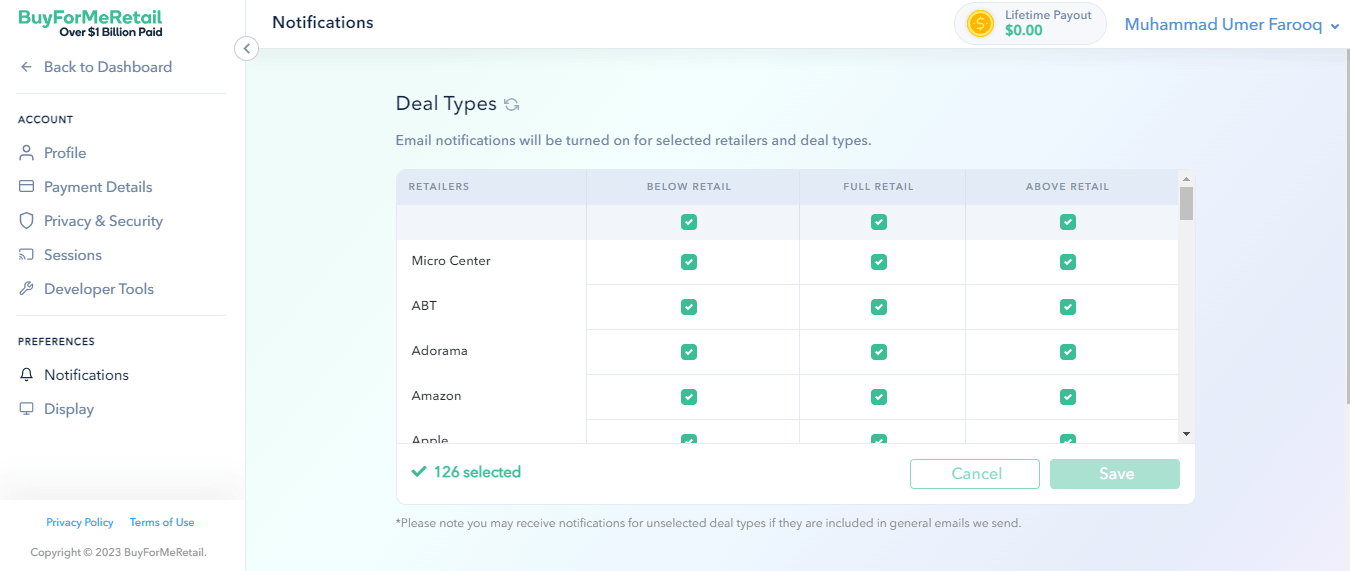 BuyForMeRetail
Over $1 Billion Paid
Back to Dashboard
ACCOUNT
Profile
Payment Details
Privacy & Security
Sessions
Developer Tools
PREFERENCES
Notifications
Display
Privacy Policy Terms of Use
Copyright © 2023 BuyForMeRetail.
Notifications
Lifetime Payout
$0.00
Muhammad Umer Farooq
Deal Types
Email notifications will be turned on for selected retailers and deal types.
RETAILERS BELOW RETAIL FULL RETAIL ABOVE RETAIL
Micro Center
ABT
Adorama
Amazon
Apple
126 selected
Cancel Save
*Please note you may receive notifications for unselected deal types if they are included in general emails we send.